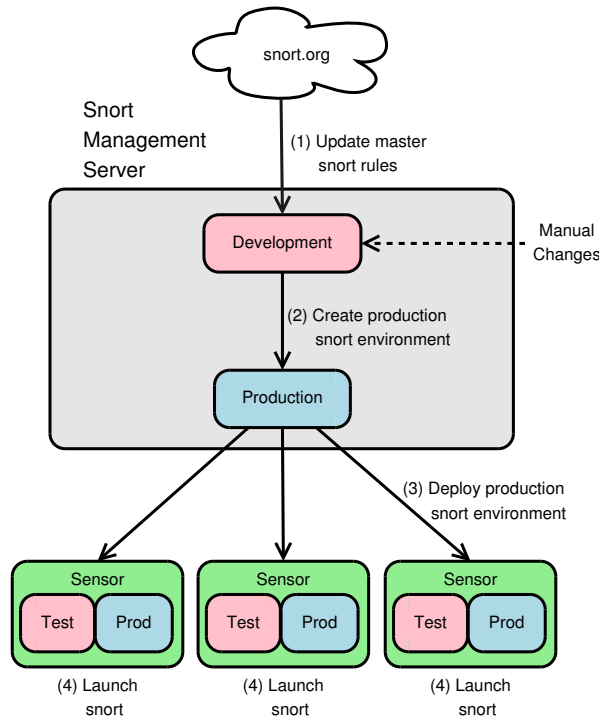 snort.org
Snort
Management
Server
(1) Update master
snort rules
Development
Manual
Changes
(2) Create production
snort environment
Production
(3) Deploy production
snort environment
Sensor
Test Prod
Sensor
Test Prod
Sensor
Test Prod
(4) Launch
snort
(4) Launch
snort
(4) Launch
snort